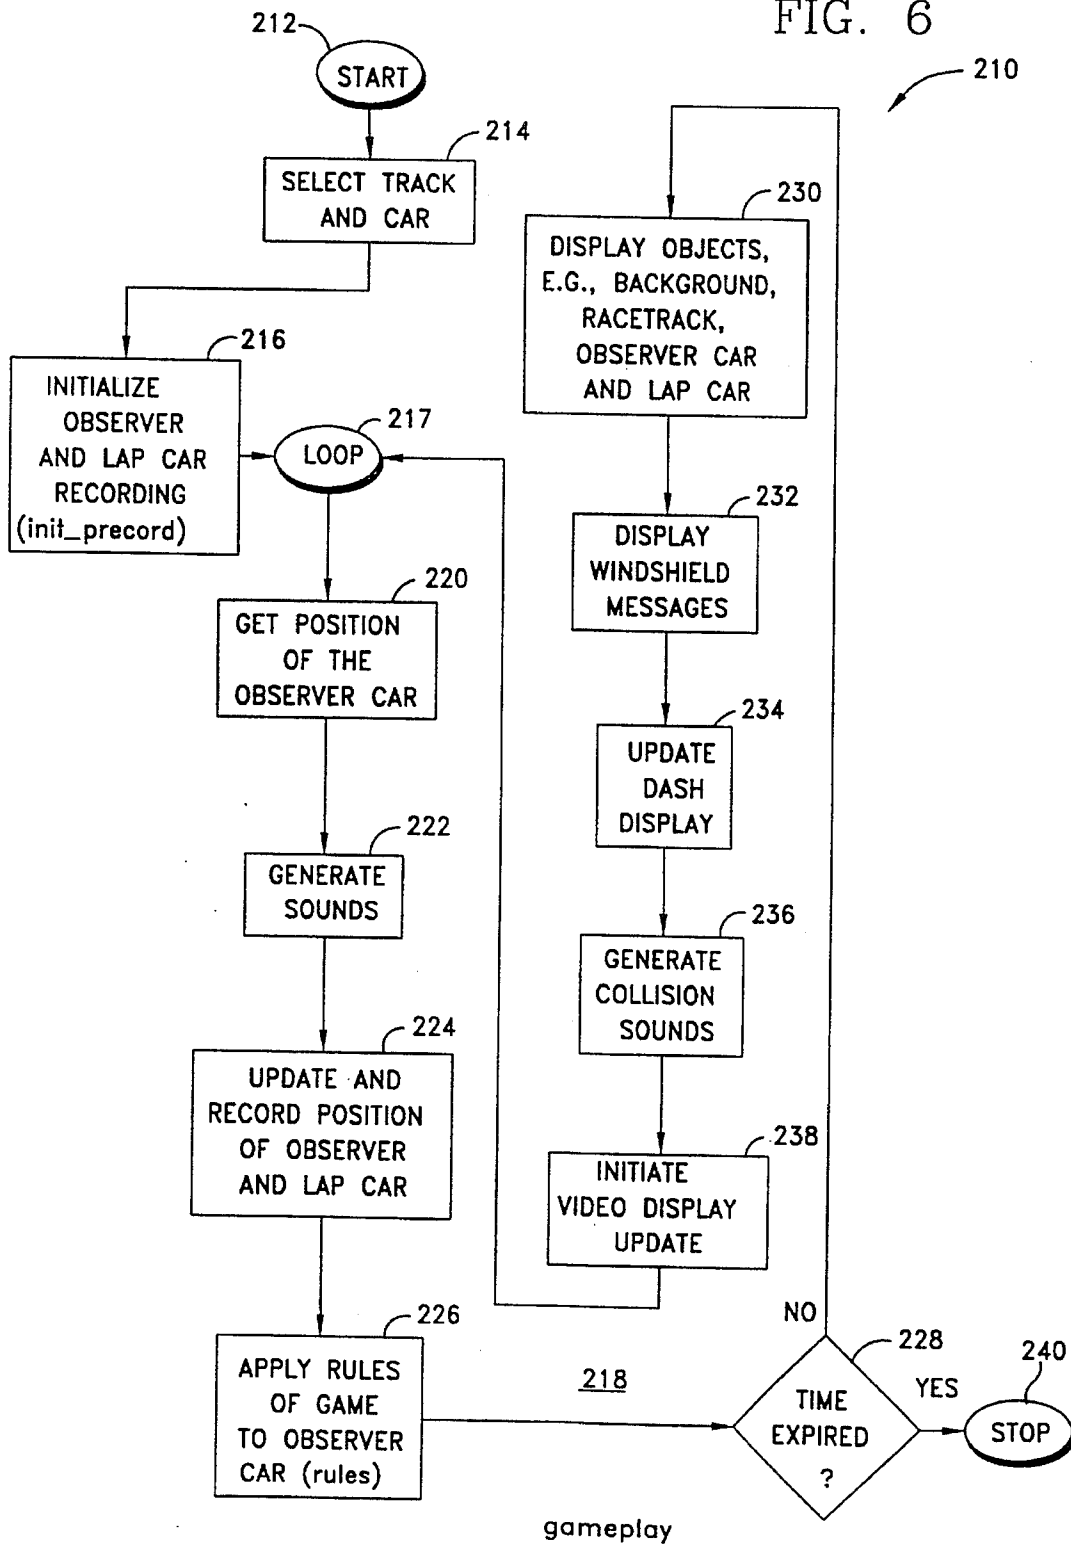 FIG. 6
210
212
START
214
SELECT TRACK
AND CAR
216
INITIALIZE
OBSERVER
AND LAP CAR
RECORDING
(init_precord)
217
LOOP
220
GET POSITION
OF THE
OBSERVER CAR
222
GENERATE
SOUNDS
224
UPDATE AND
RECORD POSITION
OF OBSERVER
AND LAP CAR
226
APPLY RULES
OF GAME
TO OBSERVER
CAR (rules)
218
228
TIME
EXPIRED
?
NO
YES
240
STOP
230
DISPLAY OBJECTS,
E.G., BACKGROUND,
RACETRACK,
OBSERVER CAR
AND LAP CAR
232
DISPLAY
WINDSHIELD
MESSAGES
234
UPDATE
DASH
DISPLAY
236
GENERATE
COLLISION
SOUNDS
238
INITIATE
VIDEO DISPLAY
UPDATE
gameplay